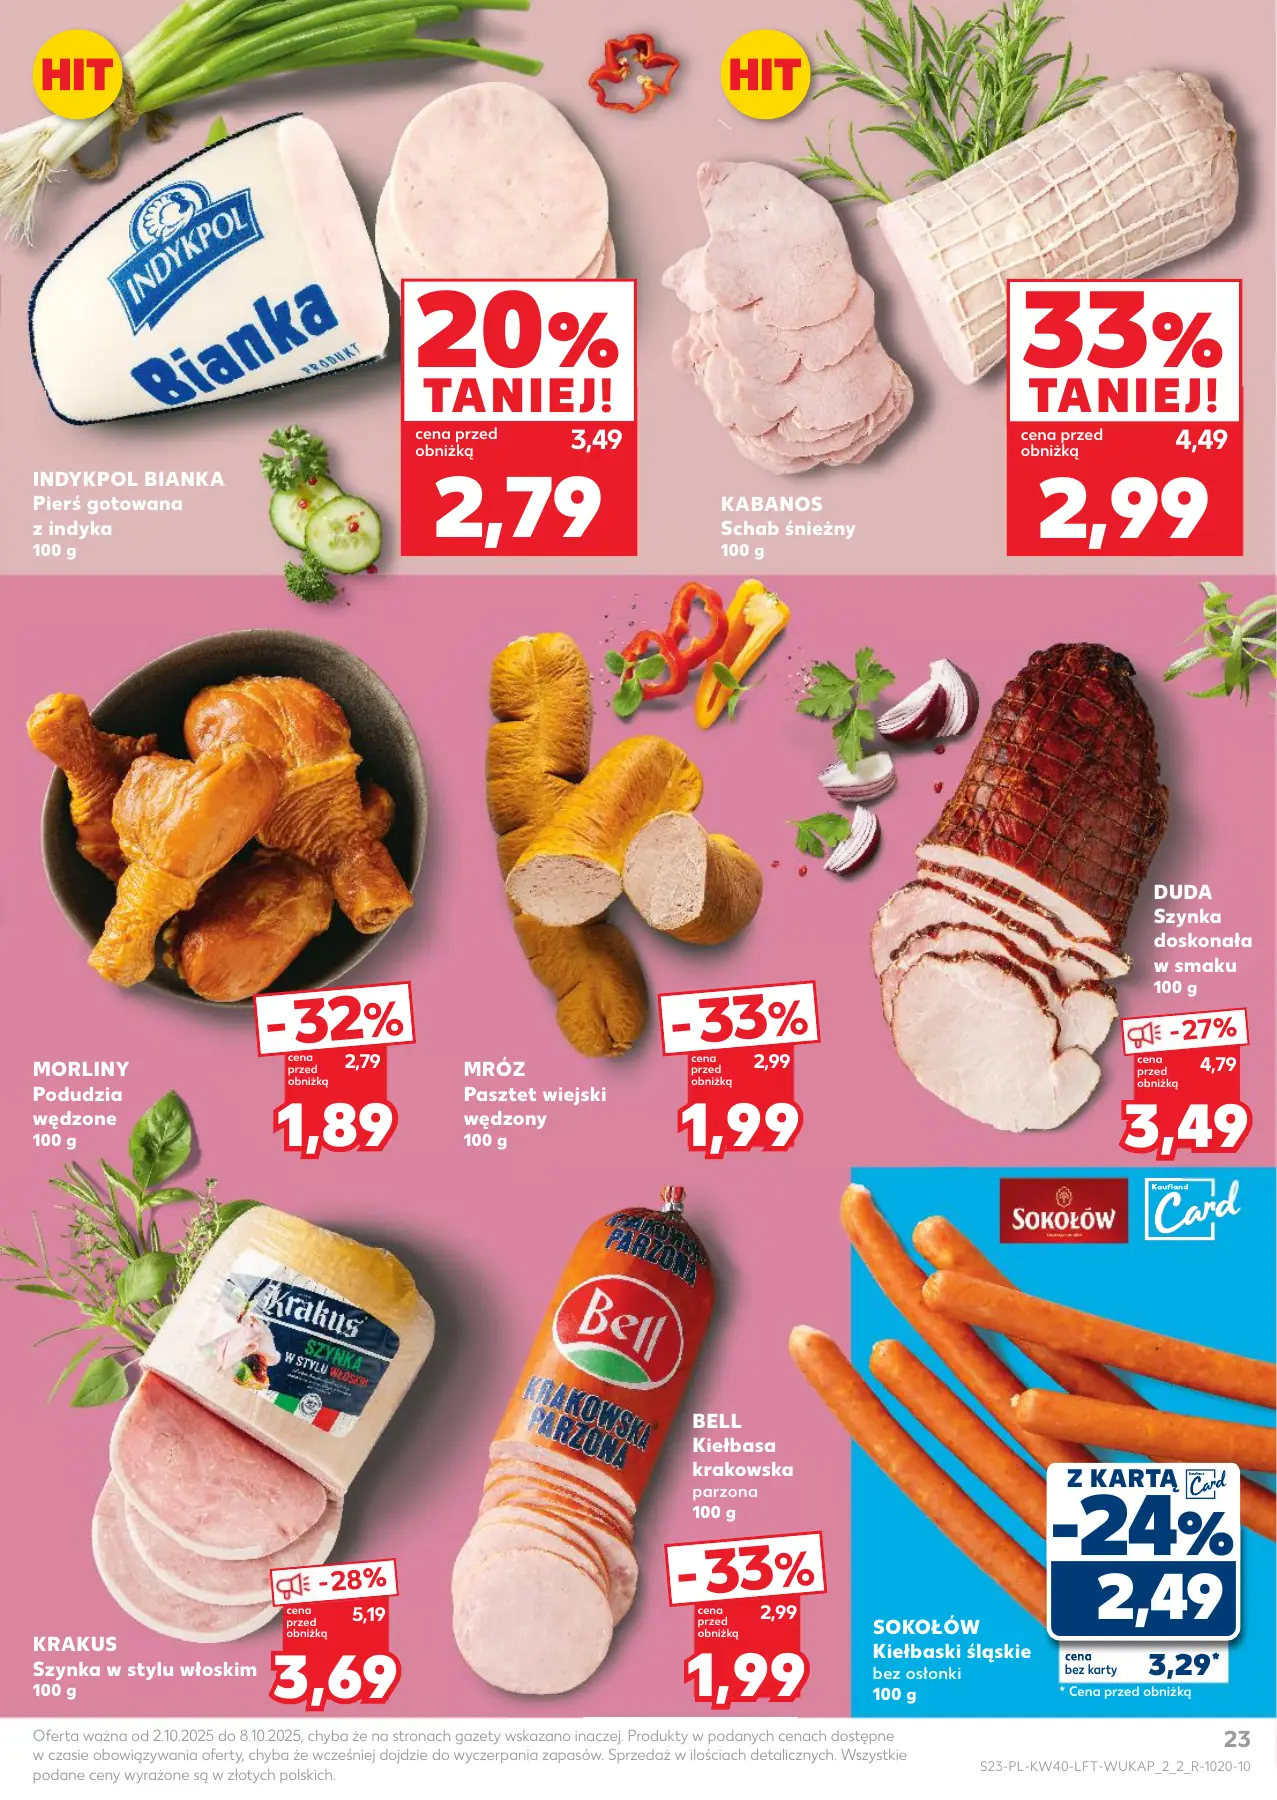 HIT
INDYKPOL
Bianka
PRODUKT
20%
TANIEJ!
cena przed
obniżką
3,49
2,79
INDYKPOL BIANKA
Pierś gotowana
z indyka
100 g
HIT
33%
TANIEJ!
cena przed
obniżką
4,49
2,99
KABANOS
Schab śnieżny
100 g
MORLINY
Podudzia
wędzone
100 g
-32%
cena
przed
obniżką
2,79
1,89
MRÓZ
Pasztet wiejski
wędzony
100 g
-33%
cena
przed
obniżką
2,99
1,99
DUDA
Szynka
doskonała
w smaku
100 g
-27%
cena
przed
obniżką
4,79
3,49
Krakus
SZYNKA
W STYLU WŁOSKIM
-28%
cena
przed
obniżką
5,19
3,69
KRAKUS
Szynka w stylu włoskim
100 g
KRAKOWSKA
PARZONA
Bell
KRAKOWSKA
PARZONA
BELL
Kiełbasa
krakowska
parzona
100 g
-33%
cena
przed
obniżką
2,99
1,99
SOKOŁÓW
Kaufland
Card
Z KARTĄ
Kaufland
Card
-24%
2,49
cena
bez karty
3,29*
* Cena przed obniżką
SOKOŁÓW
Kiełbaski śląskie
bez osłonki
100 g
Oferta ważna od 2.10.2025 do 8.10.2025, chyba że na stronach gazety wskazano inaczej. Produkty w podanych cenach dostępne
w czasie obowiązywania oferty, chyba że wcześniej dojdzie do wyczerpania zapasów. Sprzedaż w ilościach detalicznych. Wszystkie
podane ceny wyrażone są w złotych polskich.
23
S23-PL-KW40-LFT-WUKAP_2_2_R-1020-10